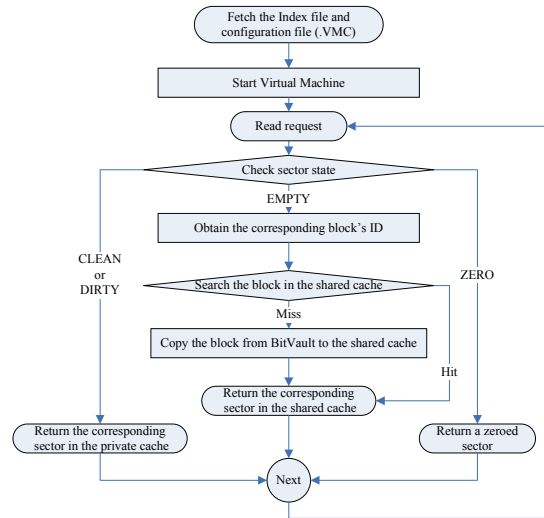 Fetch the Index file and
configuration file (.VMC)
Start Virtual Machine
Read request
Check sector state
EMPTY
Obtain the corresponding block's ID
CLEAN
or
DIRTY
ZERO
Search the block in the shared cache
Miss
Copy the block from BitVault to the shared cache
Hit
Return the corresponding
sector in the shared cache
Return the corresponding
sector in the private cache
Return a zeroed
sector
Next